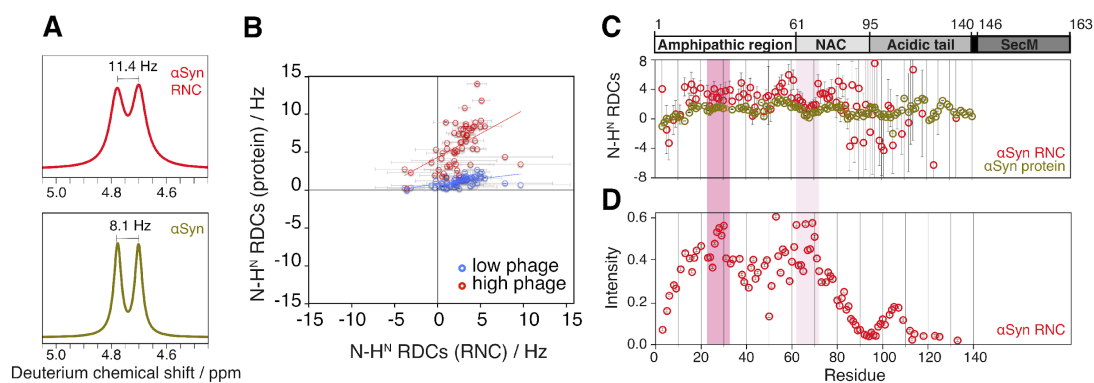 A
11.4 Hz
αSyn
RNC
5.0 4.8 4.6
8.1 Hz
αSyn
5.0 4.8 4.6
Deuterium chemical shift / ppm
B
N-Hᴺ RDCs (protein) / Hz
15
10
5
0
-5
-10
-15
low phage
high phage
-15 -10 -5 0 5 10 15
N-Hᴺ RDCs (RNC) / Hz
C
1 61 95 140 146 163
Amphipathic region NAC Acidic tail SecM
N-Hᴺ RDCs
8
4
0
-4
-8
αSyn RNC
αSyn protein
D
Intensity
0.6
0.4
0.2
0.0
αSyn RNC
0 20 40 60 80 100 120 140
Residue